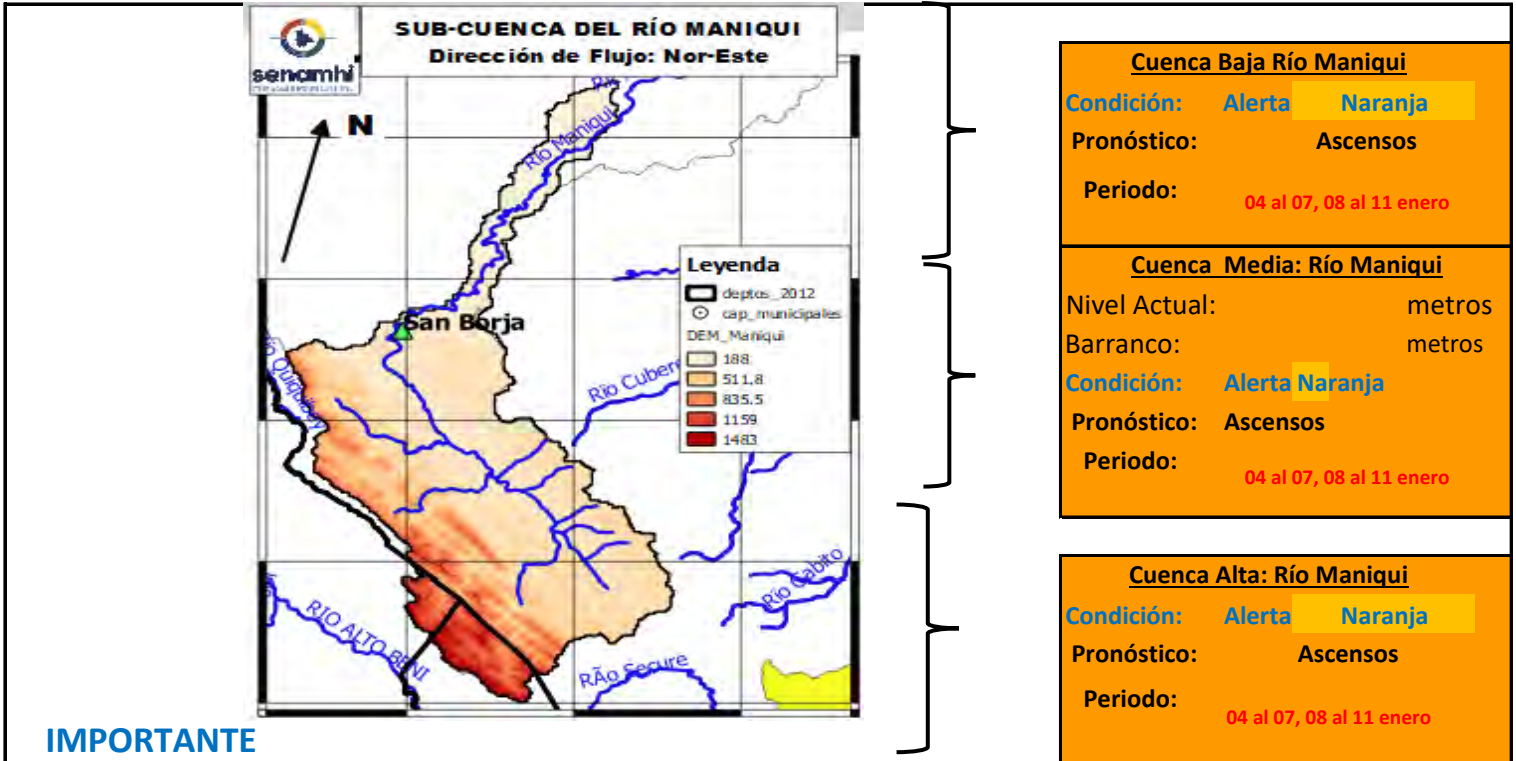 SUB-CUENCA DEL RÍO MANIQUI
Dirección de Flujo: Nor-Este
senamhi
N
Río Maniqui
San Borja
Río Quiquibey
Río Cubere
RIO ALTO BENI
RÃo Secure
Río Cabito
Leyenda
deptos_2012
cap_municipales
DEM_Maniqui
188
511,8
835.5
1159
1483
Cuenca Baja Río Maniqui
Condición: Alerta Naranja
Pronóstico: Ascensos
Periodo: 04 al 07, 08 al 11 enero
Cuenca Media: Río Maniqui
Nivel Actual: metros
Barranco: metros
Condición: Alerta Naranja
Pronóstico: Ascensos
Periodo: 04 al 07, 08 al 11 enero
Cuenca Alta: Río Maniqui
Condición: Alerta Naranja
Pronóstico: Ascensos
Periodo: 04 al 07, 08 al 11 enero
IMPORTANTE